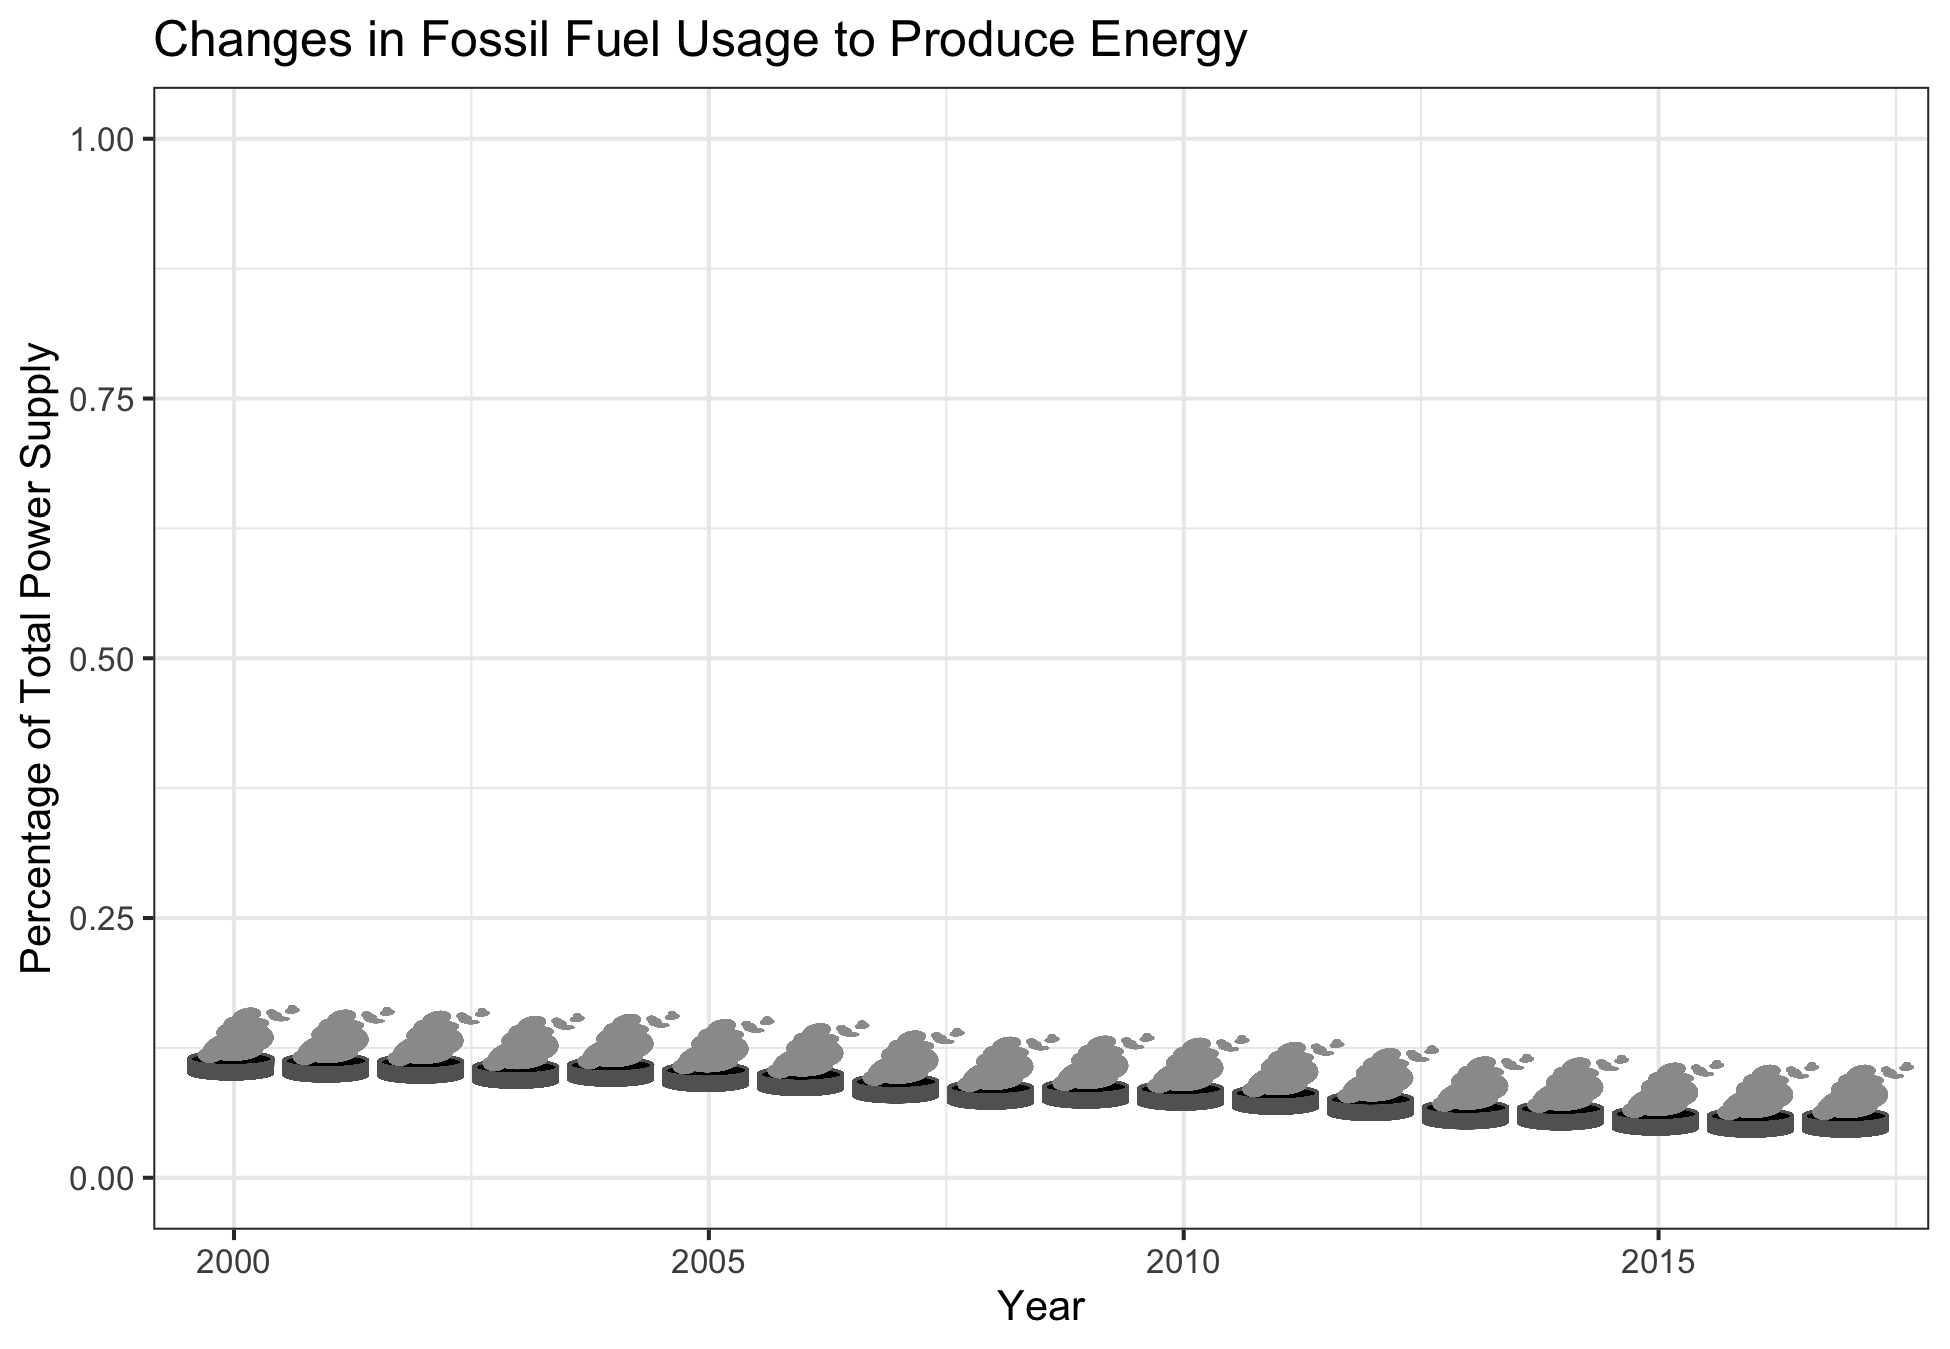 Changes in Fossil Fuel Usage to Produce Energy
Percentage of Total Power Supply
1.00
0.75
0.50
0.25
0.00
2000 2005 2010 2015
Year